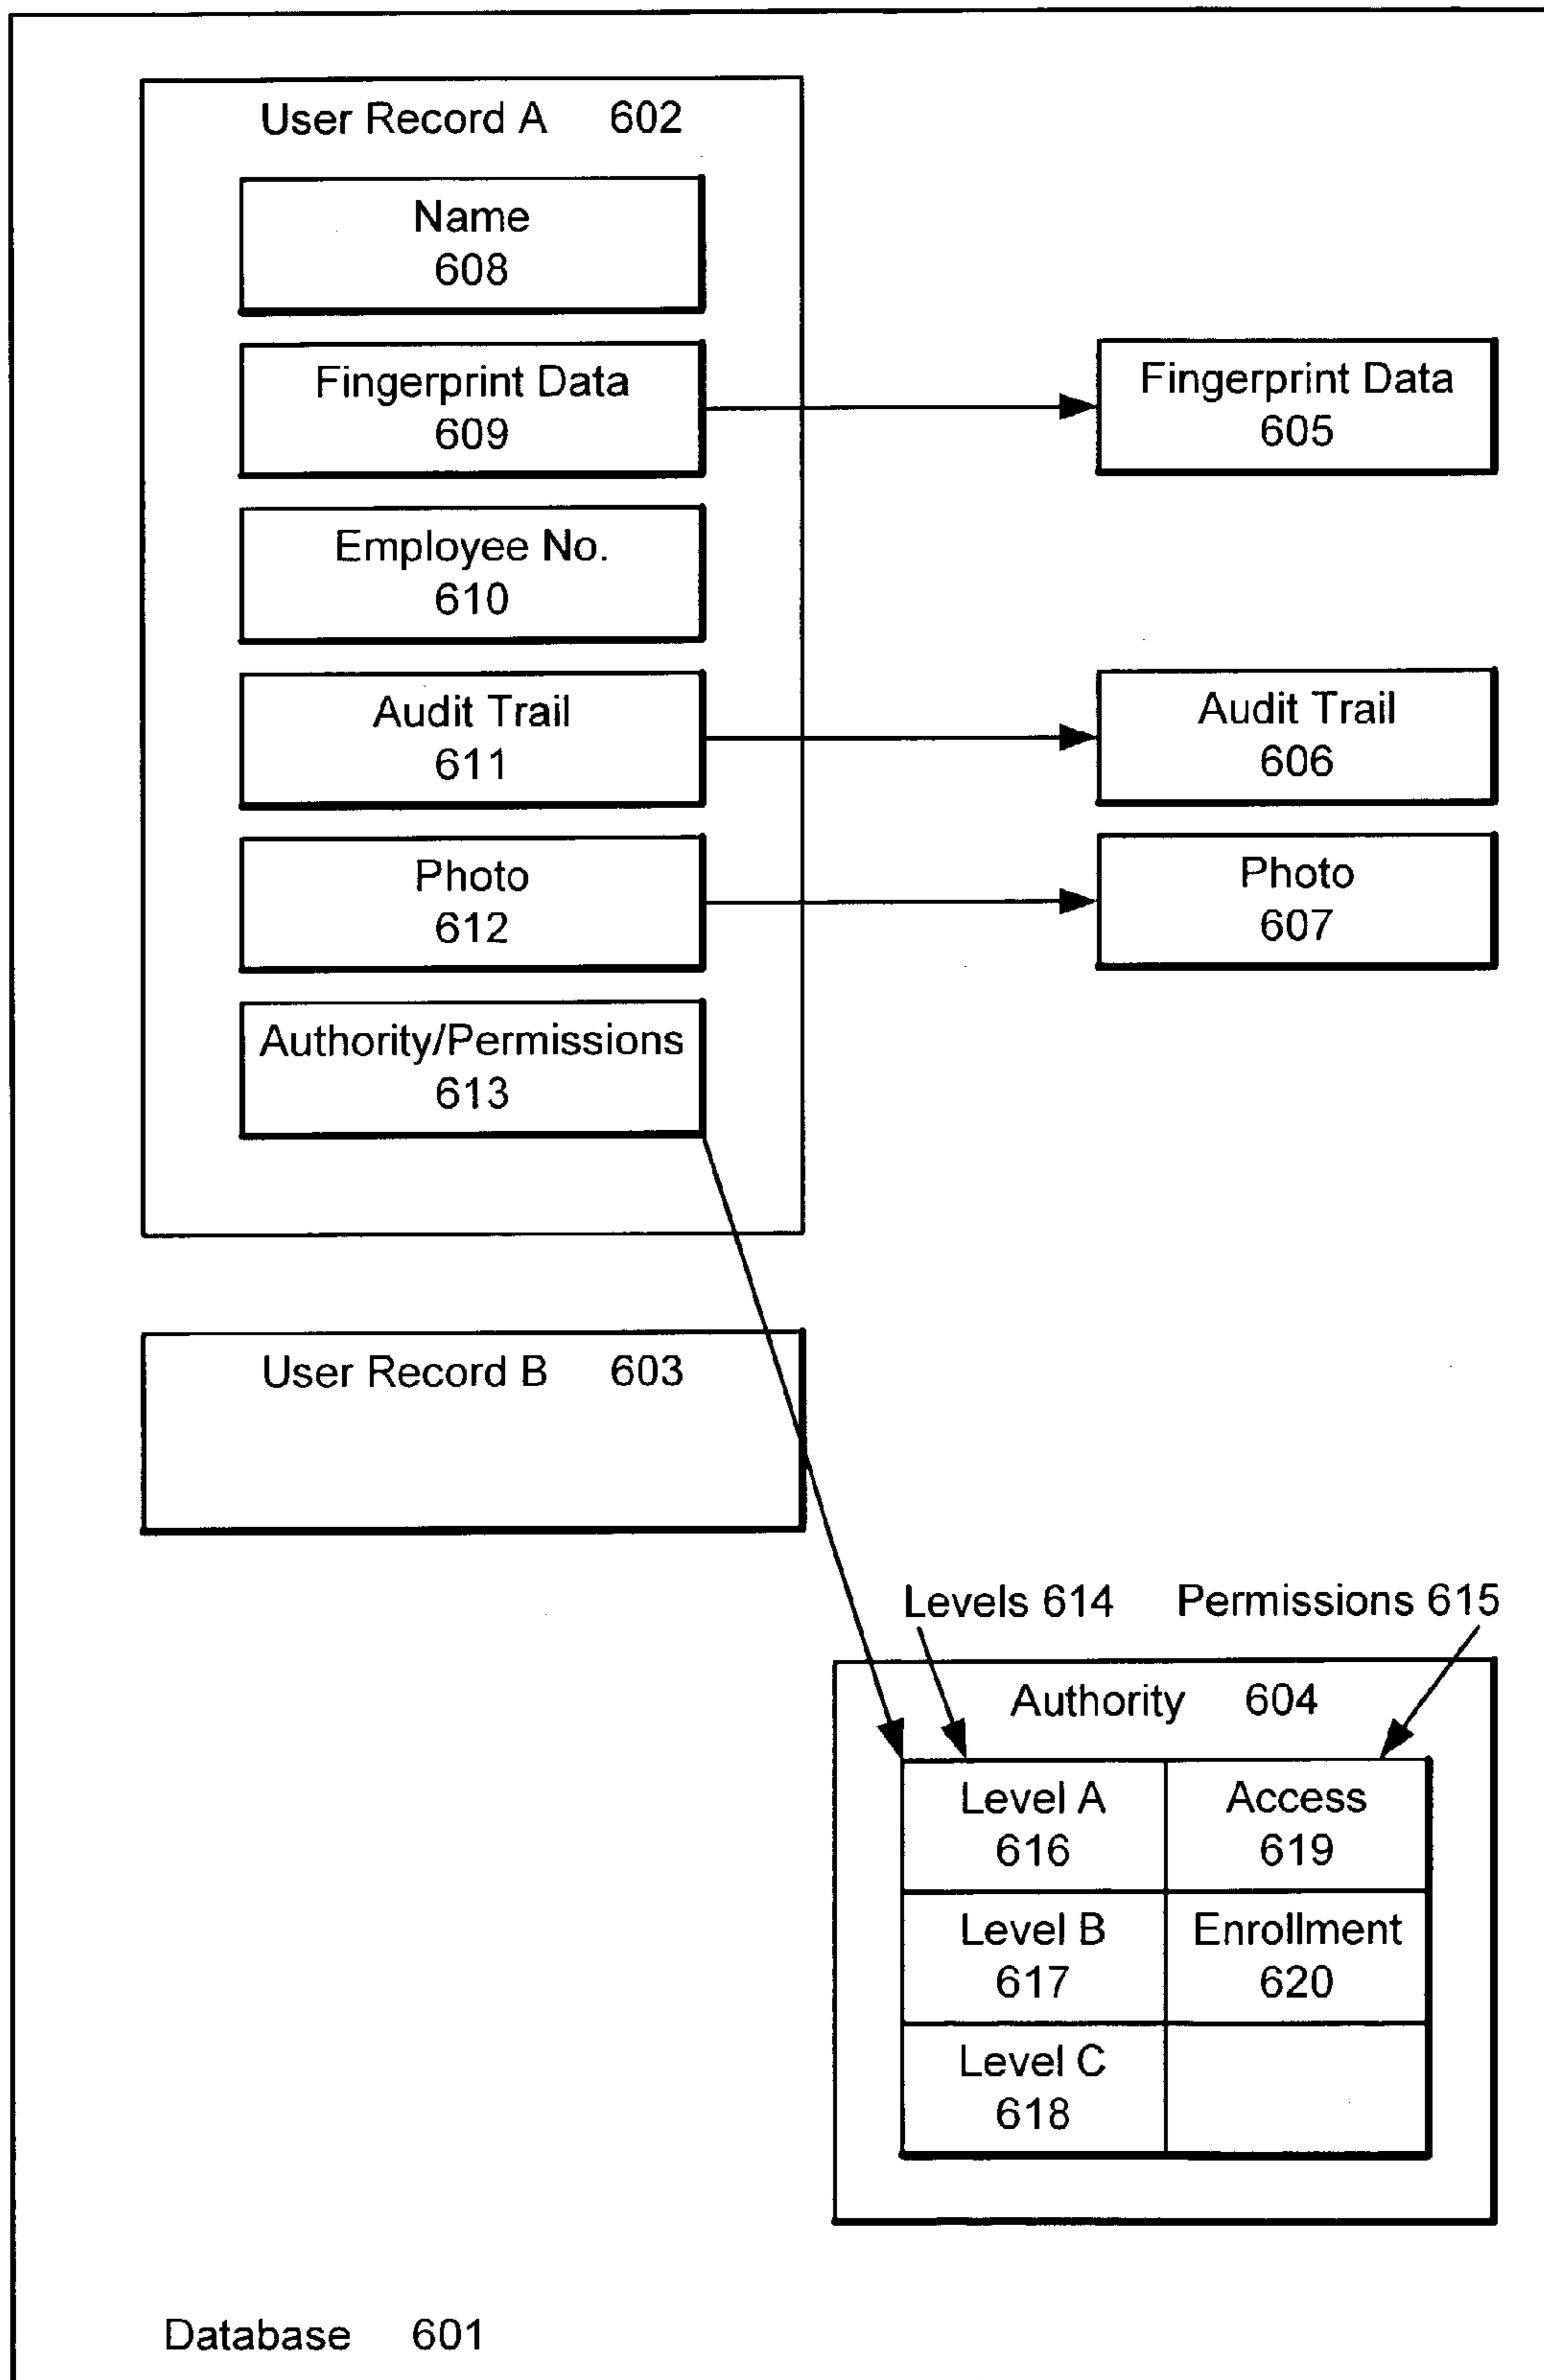 User Record A 602
Name
608
Fingerprint Data
609
Fingerprint Data
605
Employee No.
610
Audit Trail
611
Audit Trail
606
Photo
612
Photo
607
Authority/Permissions
613
User Record B 603
Levels 614 Permissions 615
Authority 604
Level A
616
Access
619
Level B
617
Enrollment
620
Level C
618
Database 601